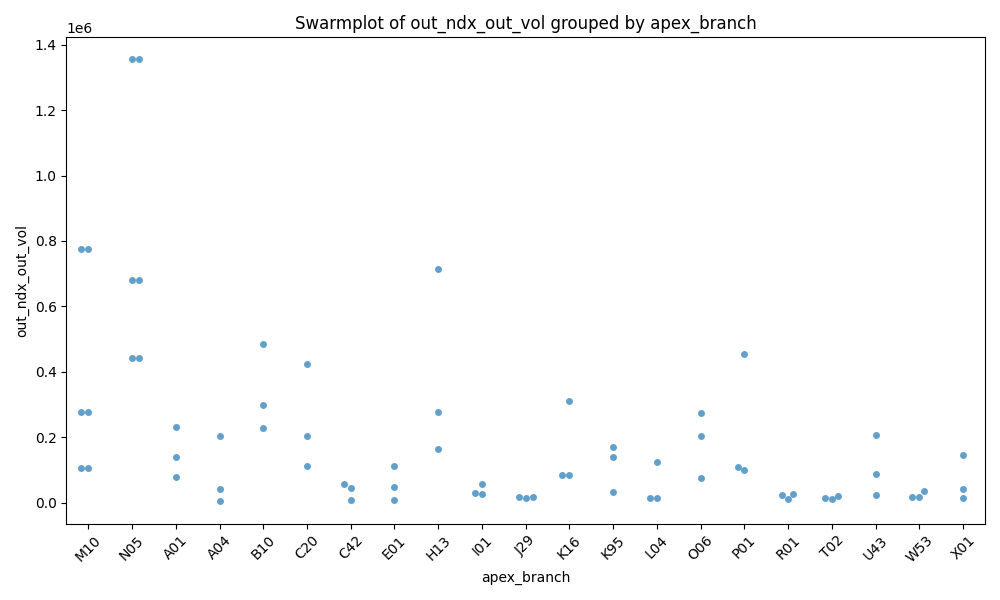 Swarmplot of out_ndx_out_vol grouped by apex_branch
1e6
1.4
1.2
1.0
0.8
0.6
0.4
0.2
0.0
out_ndx_out_vol
M10
N05
A01
A04
B10
C20
C42
E01
H13
I01
J29
K16
K95
L04
O06
P01
R01
T02
U43
W53
X01
apex_branch